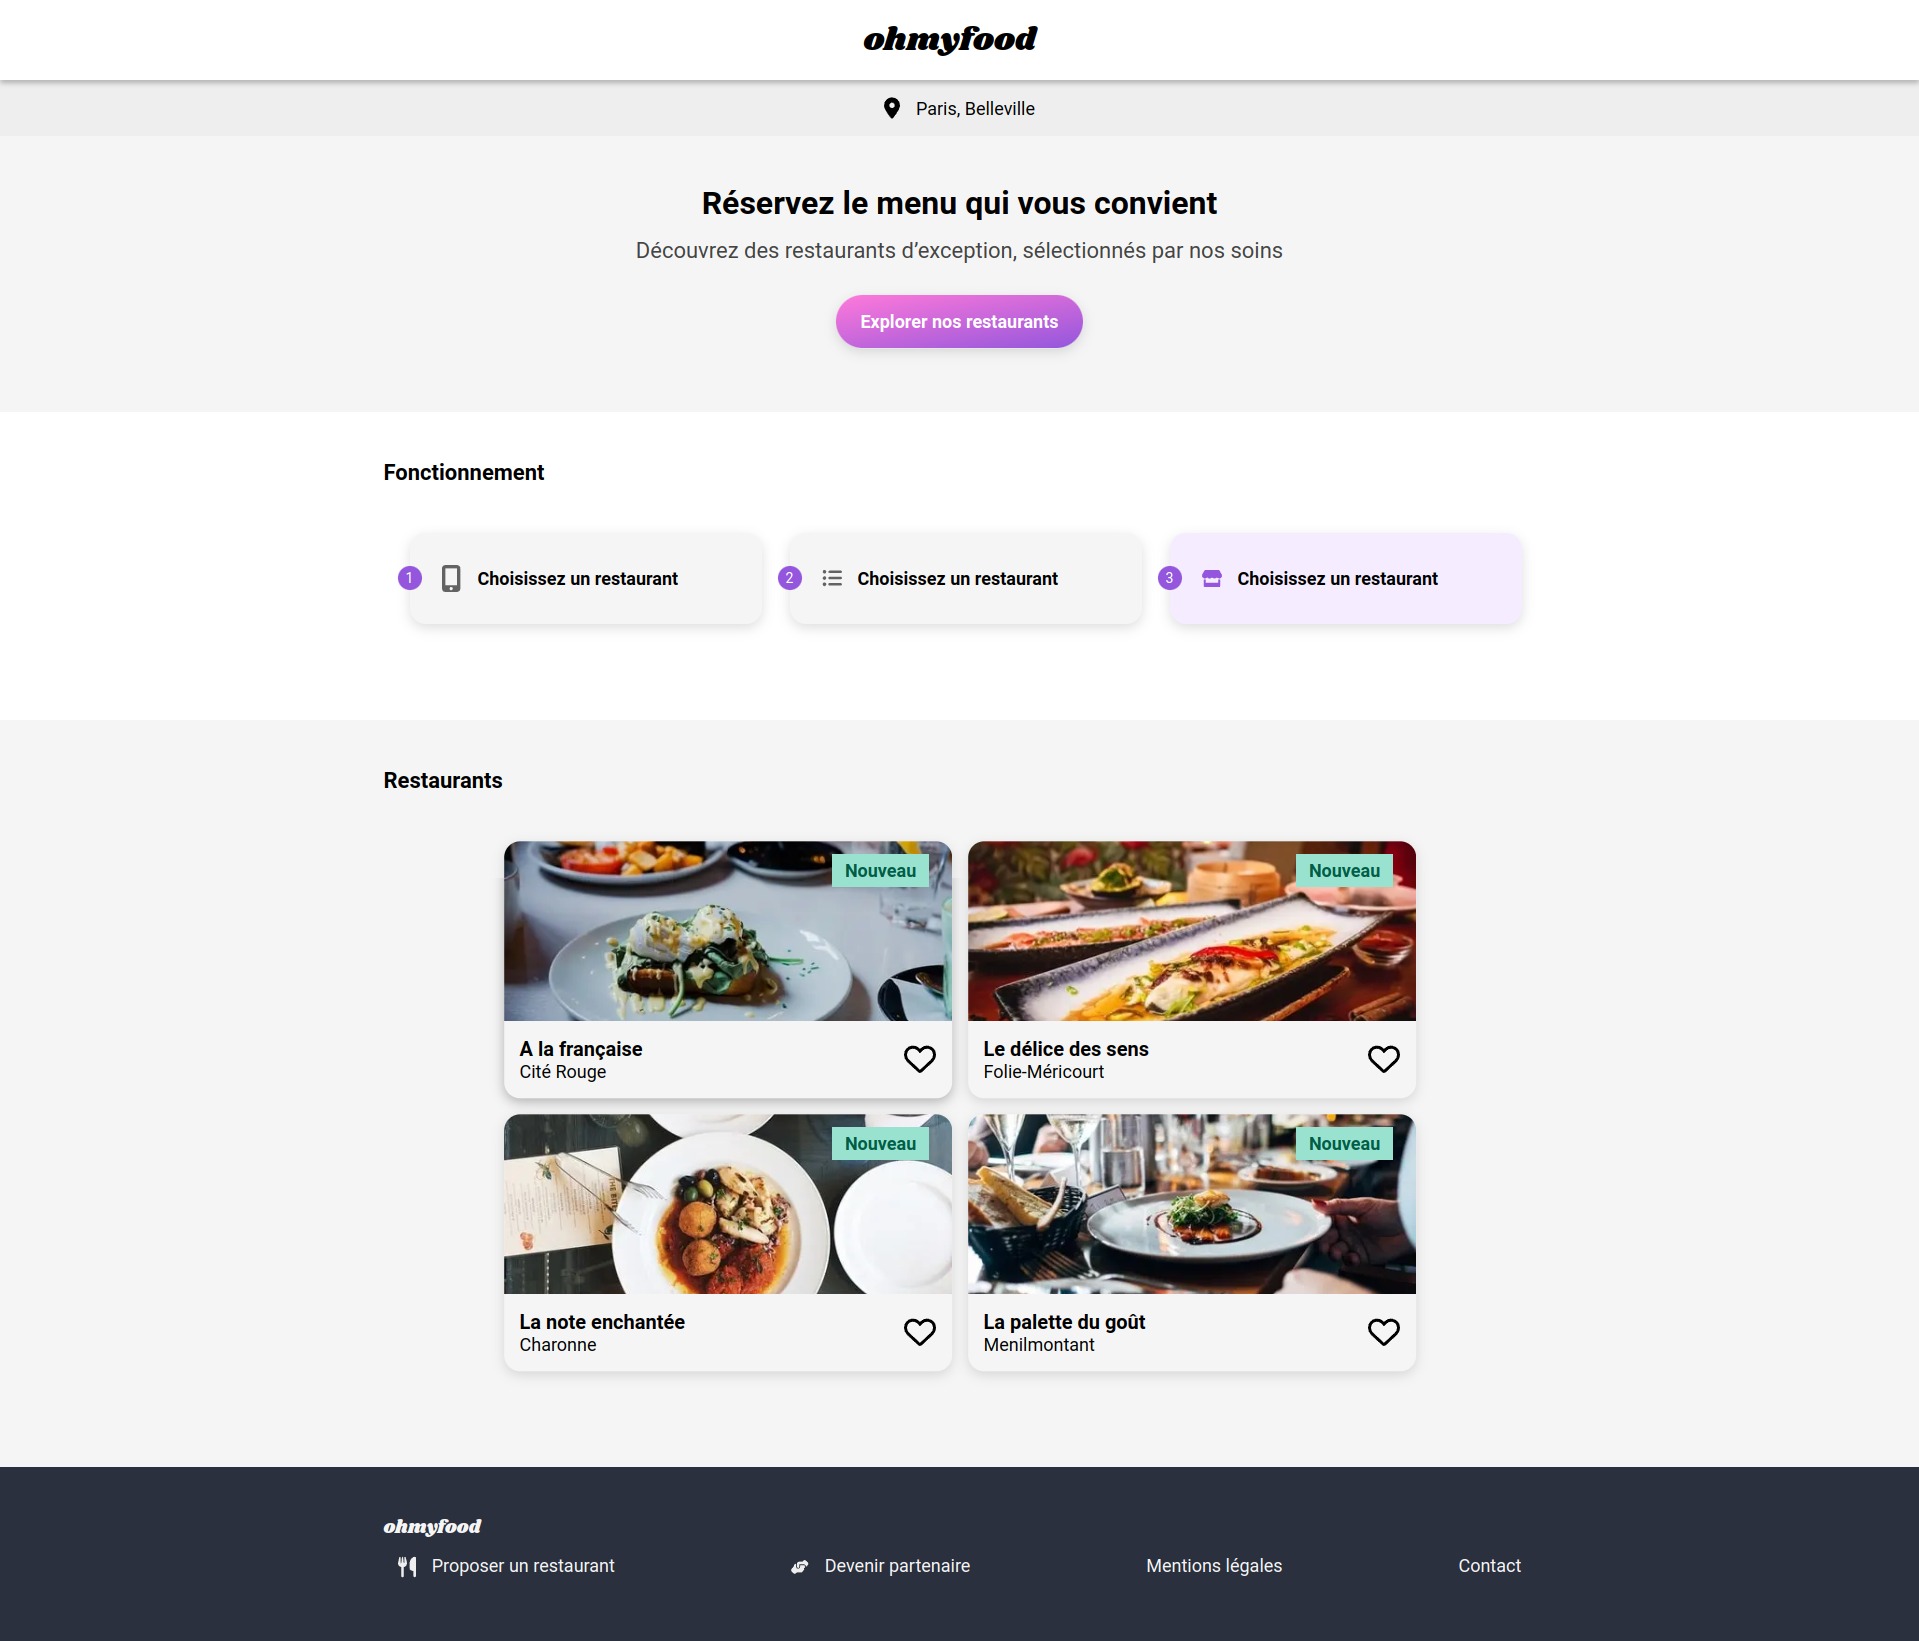 ohmyfood
Paris, Belleville
Réservez le menu qui vous convient
Découvrez des restaurants d’exception, sélectionnés par nos soins
Explorer nos restaurants
Fonctionnement
1 Choisissez un restaurant
2 Choisissez un restaurant
3 Choisissez un restaurant
Restaurants
Nouveau
A la française
Cité Rouge
Nouveau
Le délice des sens
Folie-Méricourt
Nouveau
La note enchantée
Charonne
Nouveau
La palette du goût
Menilmontant
ohmyfood
Proposer un restaurant
Devenir partenaire
Mentions légales
Contact